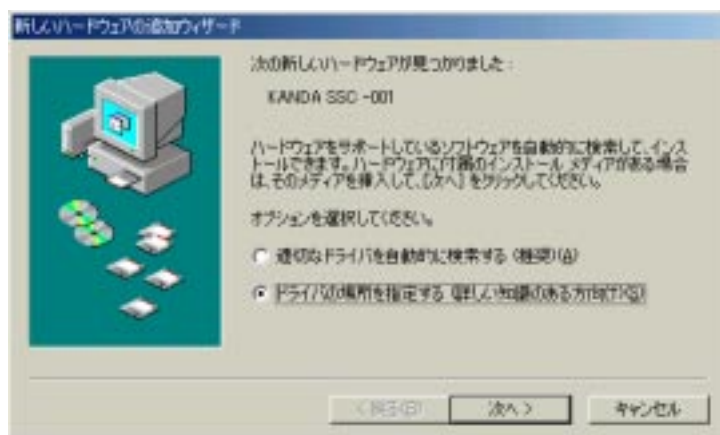 新しいハードウェアの追加ウィザード
次の新しいハードウェアが見つかりました：
KANDA SSC -001
ハードウェアをサポートしているソフトウェアを自動的に検索して、インス
トールできます。ハードウェアに付属のインストール メディアがある場合
は、そのメディアを挿入して、[次へ] をクリックしてください。
オプションを選択してください。
適切なドライバを自動的に検索する (推奨)(A)
ドライバの場所を指定する (詳しい知識のある方向け)(S)
< 戻る(B)
次へ >
キャンセル